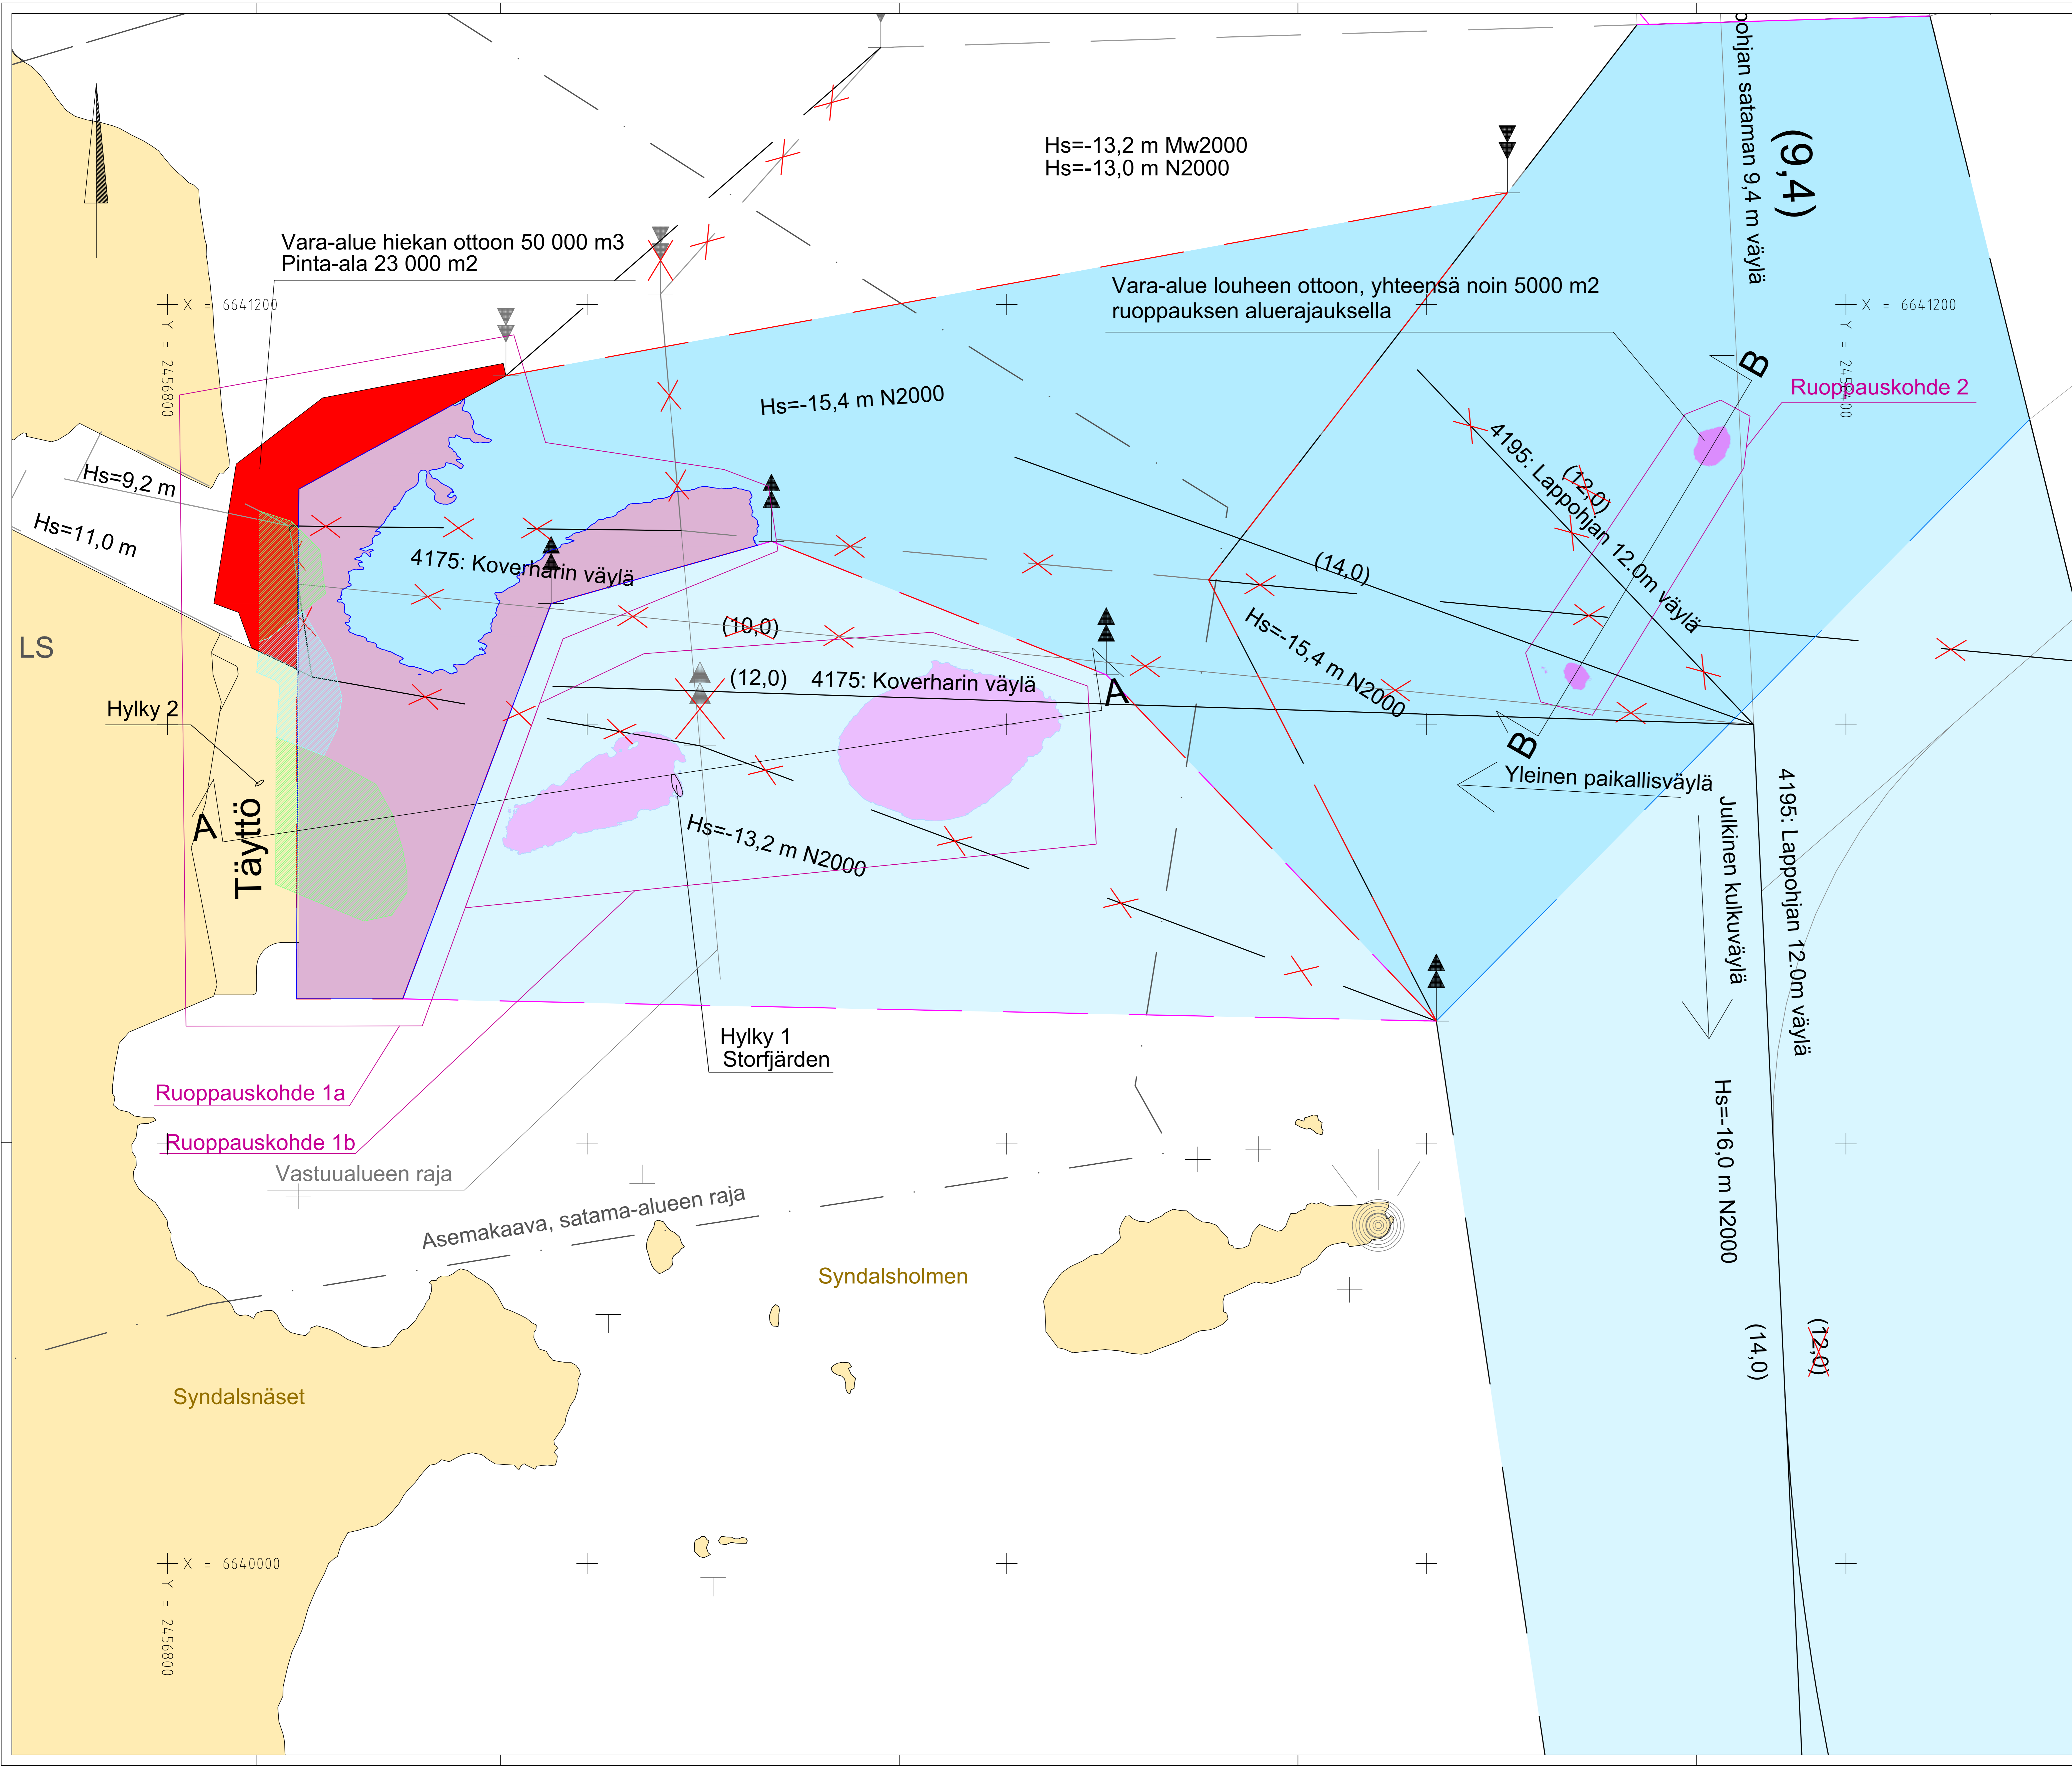 pohjan sataman 9,4 m väylä
(9,4)
Hs=-13,2 m Mw2000
Hs=-13,0 m N2000
Vara-alue hiekan ottoon 50 000 m3
Pinta-ala 23 000 m2
Vara-alue louheen ottoon, yhteensä noin 5000 m2
ruoppauksen aluerajauksella
X = 6641200
Y = 2456800
X = 6641200
Y = 2458400
B
Ruoppauskohde 2
Hs=-15,4 m N2000
Hs=9,2 m
Hs=11,0 m
4175: Koverharin väylä
(12,0)
4195: Lappohjan 12.0m väylä
(14,0)
(10,0)
Hs=-15,4 m N2000
LS
(12,0) 4175: Koverharin väylä
A
Hylky 2
B
Yleinen paikallisväylä
A
Täyttö
Hs=-13,2 m N2000
Julkinen kulkuväylä
4195: Lappohjan 12.0m väylä
Hylky 1
Storfjärden
Ruoppauskohde 1a
Ruoppauskohde 1b
Vastuualueen raja
Hs=-16,0 m N2000
Asemakaava, satama-alueen raja
Syndalsholmen
(14,0)
(12,0)
Syndalsnäset
X = 6640000
Y = 2456800